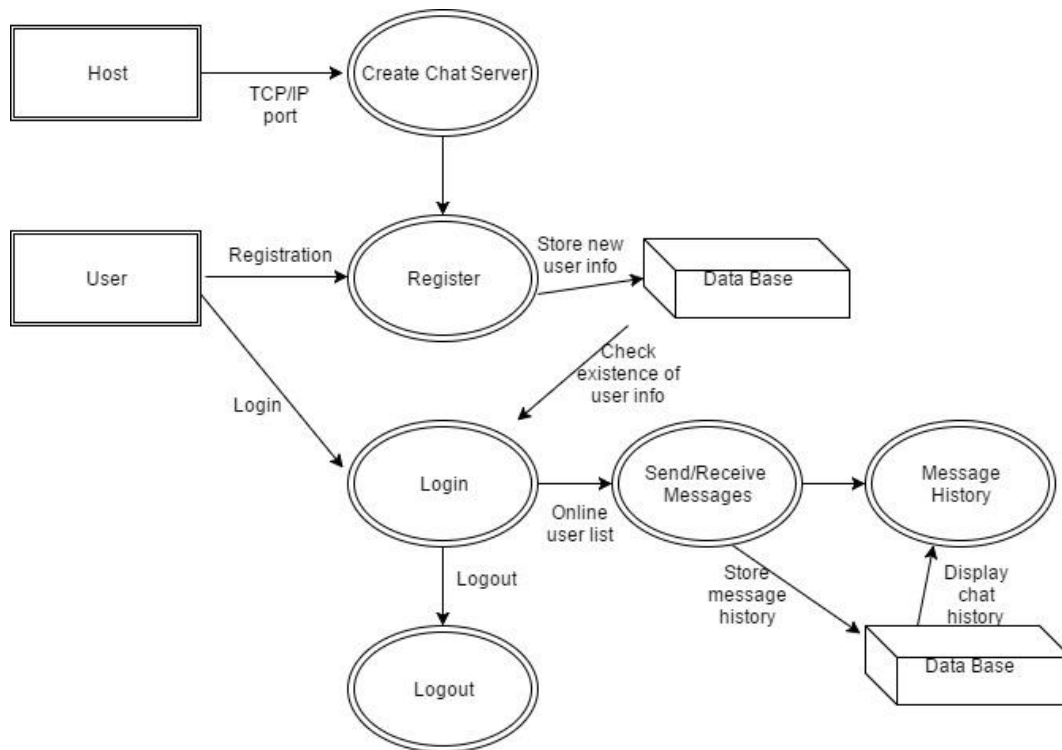 Host
TCP/IP
port
Create Chat Server
User
Registration
Register
Store new
user info
Data Base
Check
existence of
user info
Login
Login
Online
user list
Send/Receive
Messages
Message
History
Logout
Store
message
history
Display
chat
history
Data Base
Logout